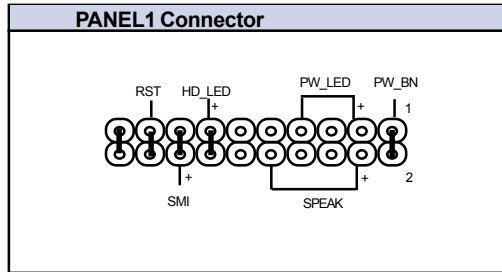 PANEL1 Connector
RST HD_LED PW_LED PW_BN
+ + 1
+ + 2
SMI SPEAK